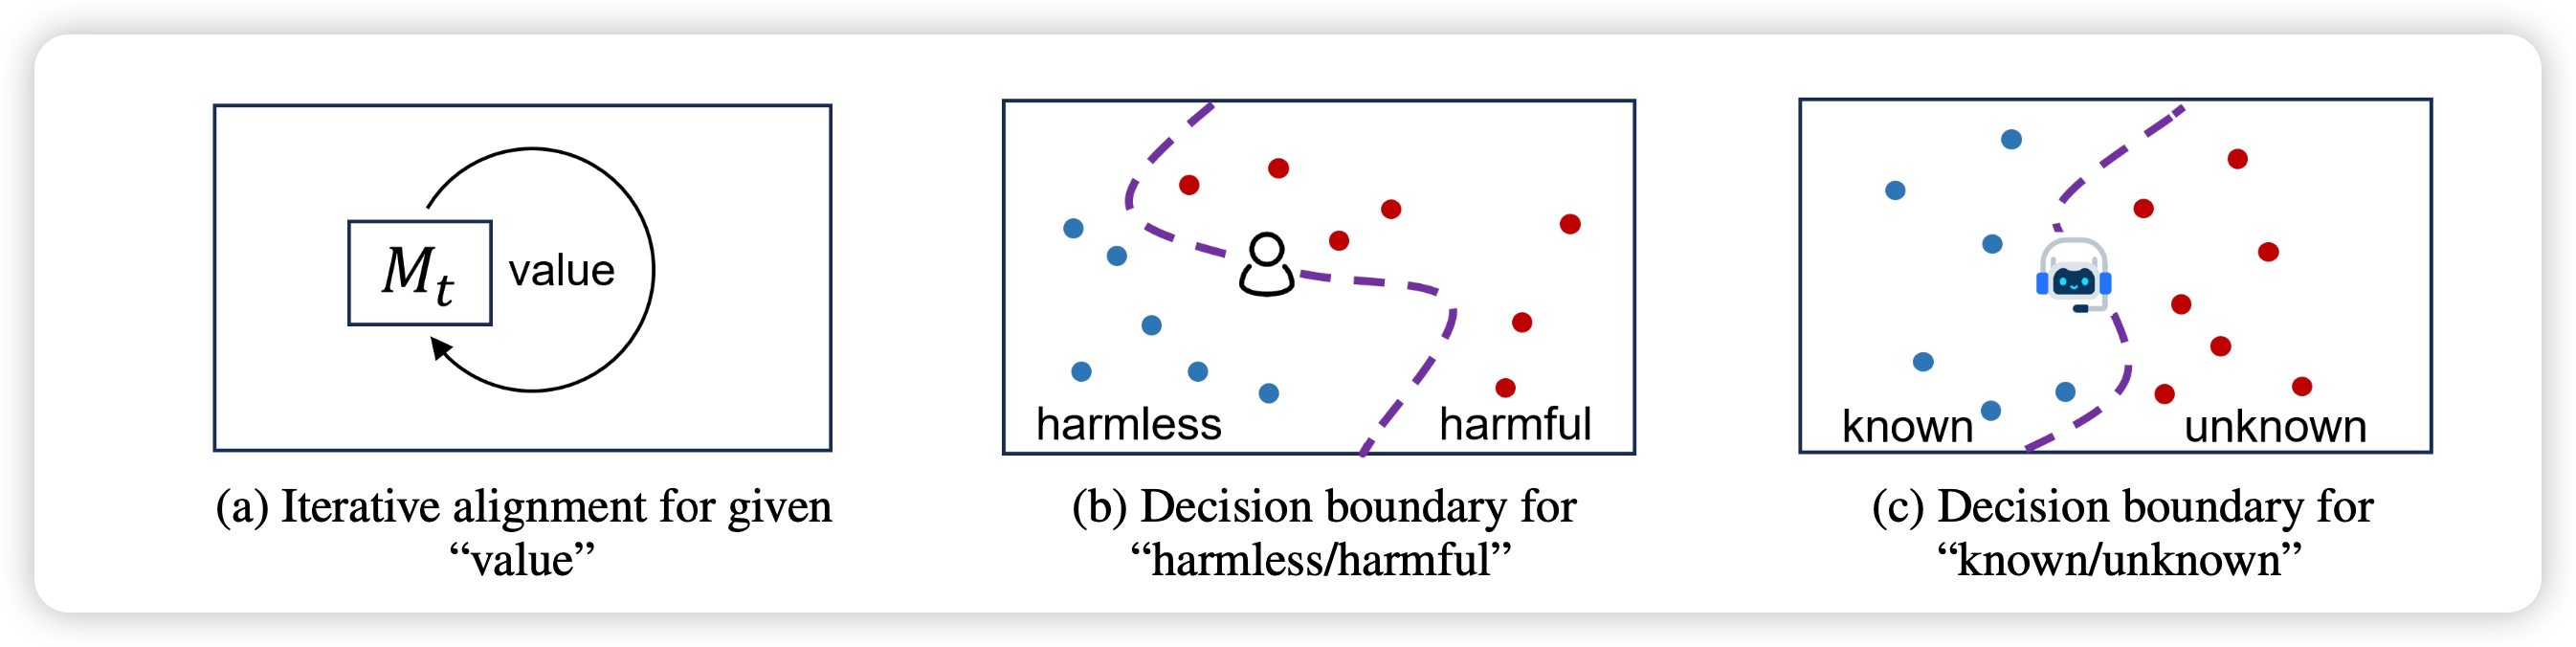 M_t
value
harmless
harmful
known
unknown
(a) Iterative alignment for given
“value”
(b) Decision boundary for
“harmless/harmful”
(c) Decision boundary for
“known/unknown”